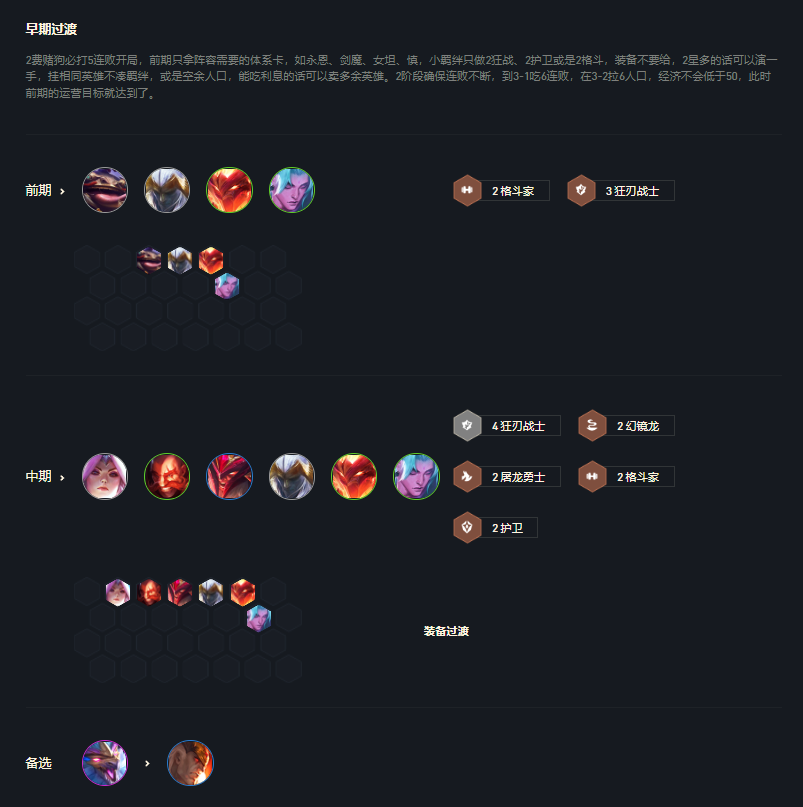 早期过渡
2费赌狗必打5连败开局，前期只拿阵容需要的体系卡，如永恩、剑魔、女坦、慎，小羁绊只做2狂战、2护卫或是2格斗，装备不要给，2星多的话可以演一
手，挂相同英雄不凑羁绊，或是空余人口，能吃利息的话可以卖多余英雄。2阶段确保连败不断，到3-1吃6连败，在3-2拉6人口，经济不会低于50，此时
前期的运营目标就达到了。
前期
2 格斗家
3 狂刃战士
中期
4 狂刃战士
2 幻镜龙
2 屠龙勇士
2 格斗家
2 护卫
装备过渡
备选